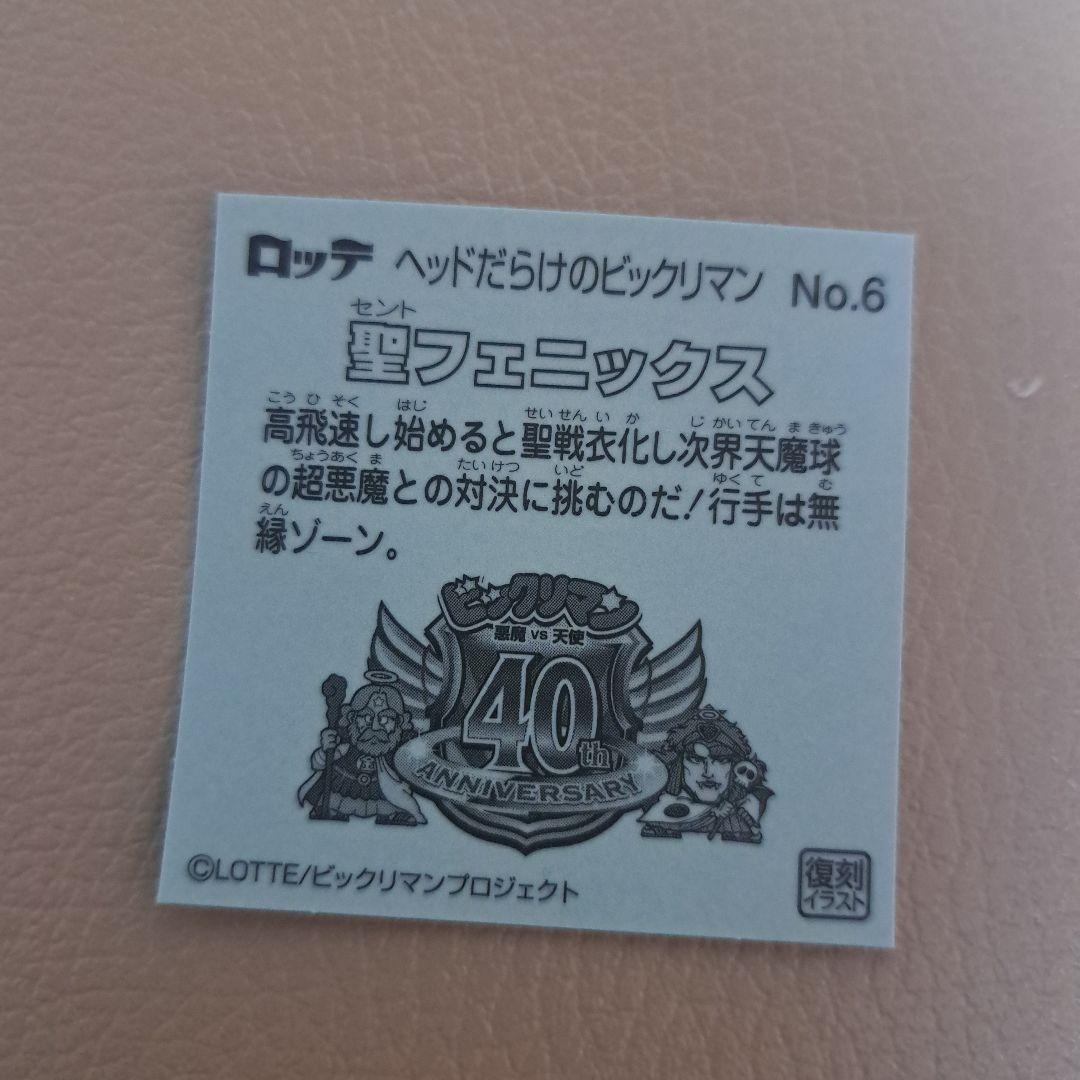 ロッテ ヘッドだらけのビックリマン No.6
セント
聖フェニックス
こうひそく はじ せいせんいか じかいてんまきゅう
高飛速し始めると聖戦衣化し次界天魔球
ちょうあくま たいけつ いど ゆくて む
の超悪魔との対決に挑むのだ!行手は無
えん
縁ゾーン。
ビックリマン
悪魔 VS 天使
40th
ANNIVERSARY
©LOTTE/ビックリマンプロジェクト
復刻
イラスト